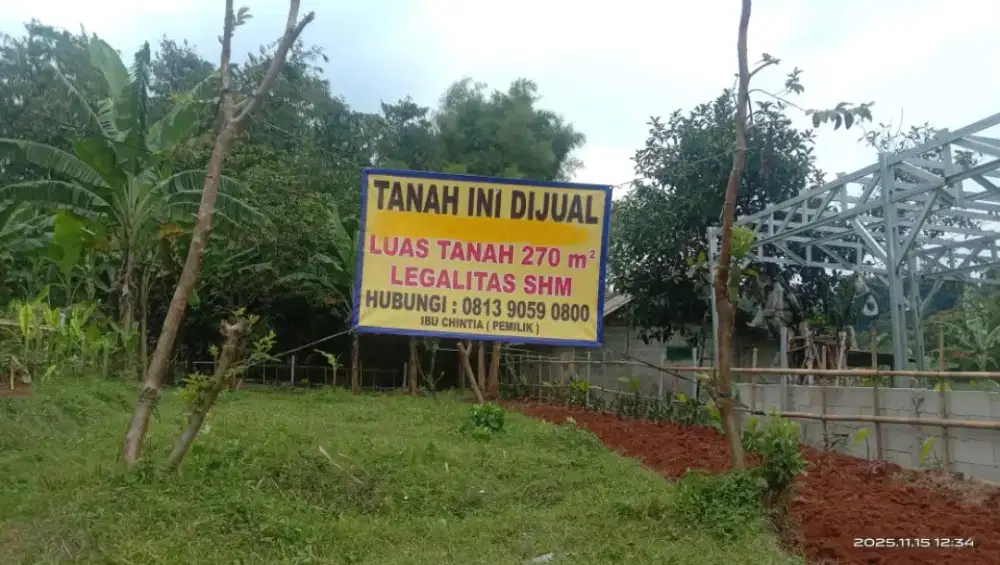 TANAH INI DIJUAL
LUAS TANAH 270 m²
LEGALITAS SHM
HUBUNGI : 0813 9059 0800
IBU CHINTIA ( PEMILIK )
2025.11.15 12:34